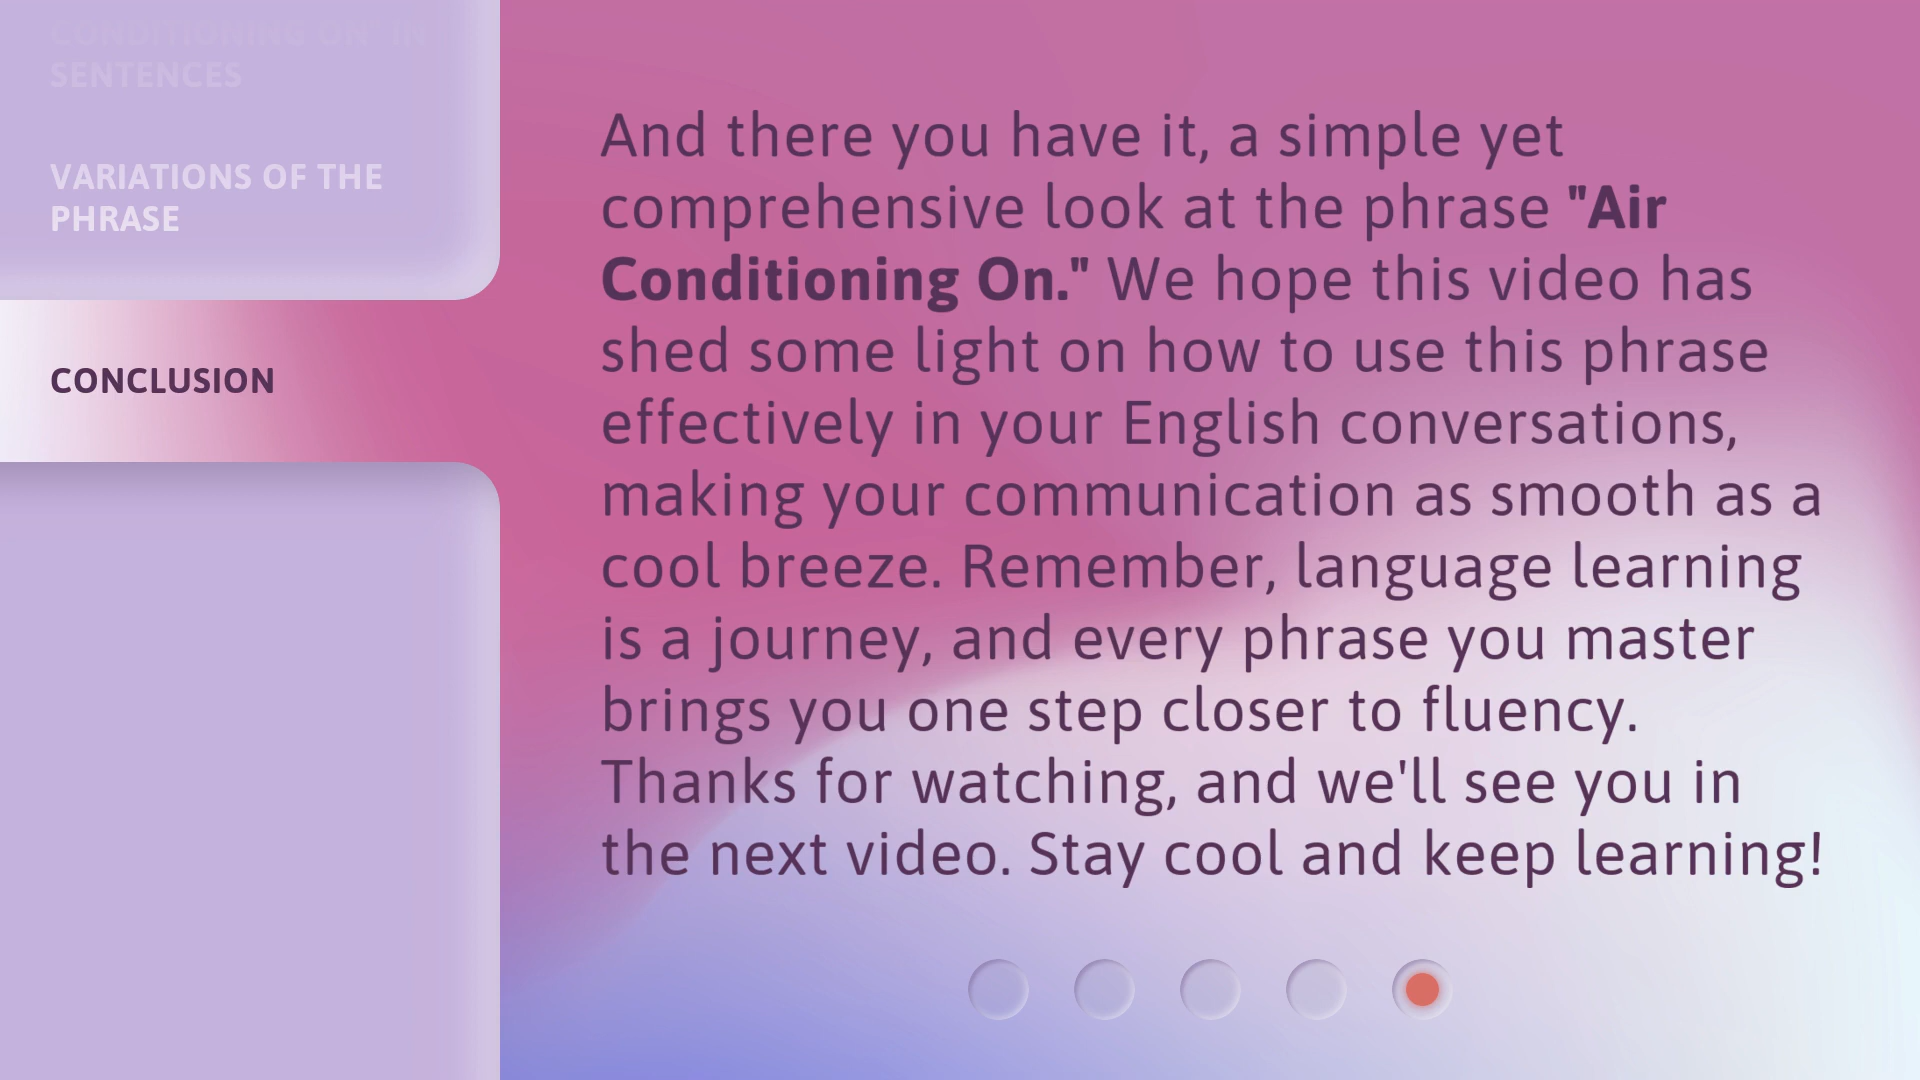 CONDITIONING ON" IN
SENTENCES
VARIATIONS OF THE
PHRASE
CONCLUSION
And there you have it, a simple yet
comprehensive look at the phrase "Air
Conditioning On." We hope this video has
shed some light on how to use this phrase
effectively in your English conversations,
making your communication as smooth as a
cool breeze. Remember, language learning
is a journey, and every phrase you master
brings you one step closer to fluency.
Thanks for watching, and we'll see you in
the next video. Stay cool and keep learning!